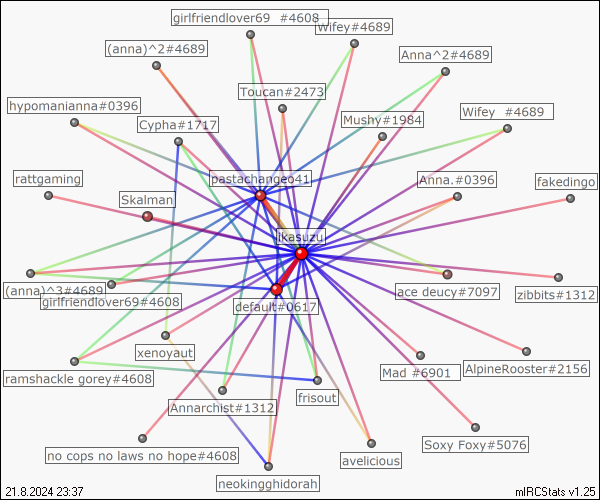 girlfriendlover69 #4608
Wifey#4689
(anna)^2#4689
Anna^2#4689
Toucan#2473
hypomanianna#0396
Cypha#1717
Mushy#1984
Wifey #4689
rattgaming
pastachangeo41
Anna.#0396
fakedingo
Skalman
ikasuzu
(anna)^3#4689
girlfriendlover69#4608
default#0617
ace deucy#7097
zibbits#1312
xenoyaut
ramshackle gorey#4608
Annarchist#1312
frisout
Mad #6901
AlpineRooster#2156
no cops no laws no hope#4608
avelicious
Soxy Foxy#5076
neokingghidorah
21.8.2024 23:37
mIRCStats v1.25